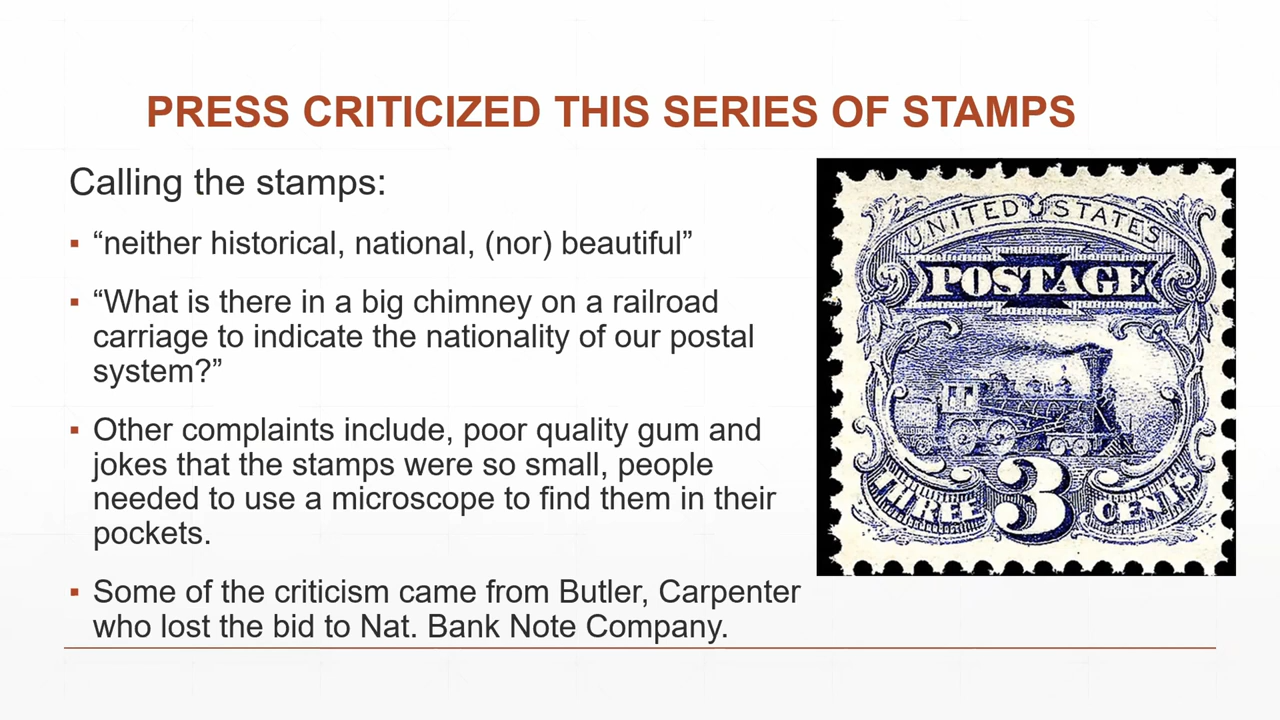 PRESS CRITICIZED THIS SERIES OF STAMPS
Calling the stamps:
▪ “neither historical, national, (nor) beautiful”
▪ “What is there in a big chimney on a railroad
carriage to indicate the nationality of our postal
system?”
▪ Other complaints include, poor quality gum and
jokes that the stamps were so small, people
needed to use a microscope to find them in their
pockets.
▪ Some of the criticism came from Butler, Carpenter
who lost the bid to Nat. Bank Note Company.
UNITED STATES
POSTAGE
THREE 3 CENTS